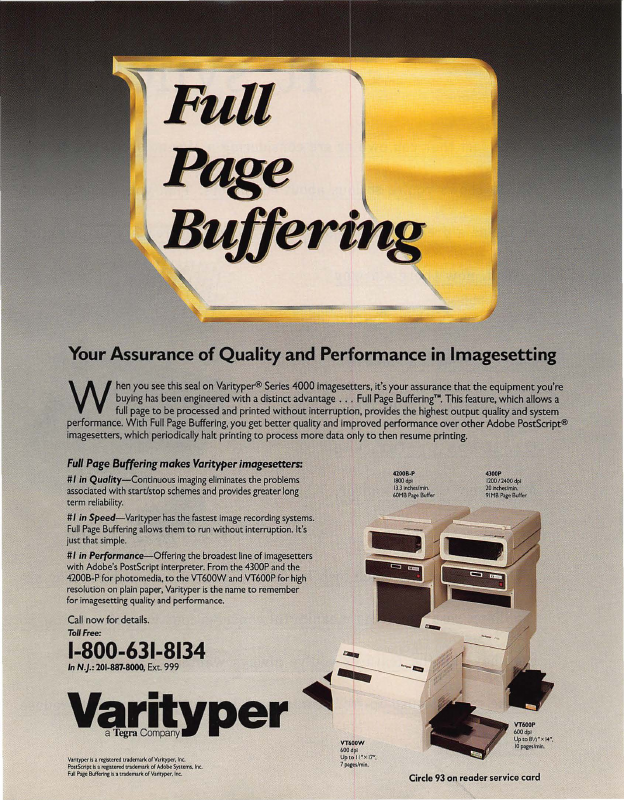 Full
Page
Buffering
Your Assurance of Quality and Performance in Imagesetting
When you see this seal on Varityper® Series 4000 imagesetters, it's your assurance that the equipment you're
buying has been engineered with a distinct advantage . . . Full Page Buffering™. This feature, which allows a
full page to be processed and printed without interruption, provides the highest output quality and system
performance. With Full Page Buffering, you get better quality and improved performance over other Adobe PostScript®
imagesetters, which periodically halt printing to process more data only to then resume printing.
Full Page Buffering makes Varityper imagesetters:
#1 in Quality—Continuous imaging eliminates the problems
associated with start/stop schemes and provides greater long
term reliability.
#1 in Speed—Varityper has the fastest image recording systems.
Full Page Buffering allows them to run without interruption. It's
just that simple.
#1 in Performance—Offering the broadest line of imagesetters
with Adobe's PostScript interpreter. From the 4300P and the
4200B-P for photomedia, to the VT600W and VT600P for high
resolution on plain paper, Varityper is the name to remember
for imagesetting quality and performance.
Call now for details.
Toll Free:
1-800-631-8134
In N.J.: 201-887-8000, Ext. 999
Varityper
a Tegra Company
Varityper is a registered trademark of Varityper, Inc.
PostScript is a registered trademark of Adobe Systems, Inc.
Full Page Buffering is a trademark of Varityper, Inc.
4200B-P
1800 dpi
13.3 inches/min.
60MB Page Buffer
4300P
1200/2400 dpi
20 inches/min.
91MB Page Buffer
VT600W
600 dpi
Up to 11"×17",
7 pages/min.
VT600P
600 dpi
Up to 8½"×14",
10 pages/min.
Circle 93 on reader service card